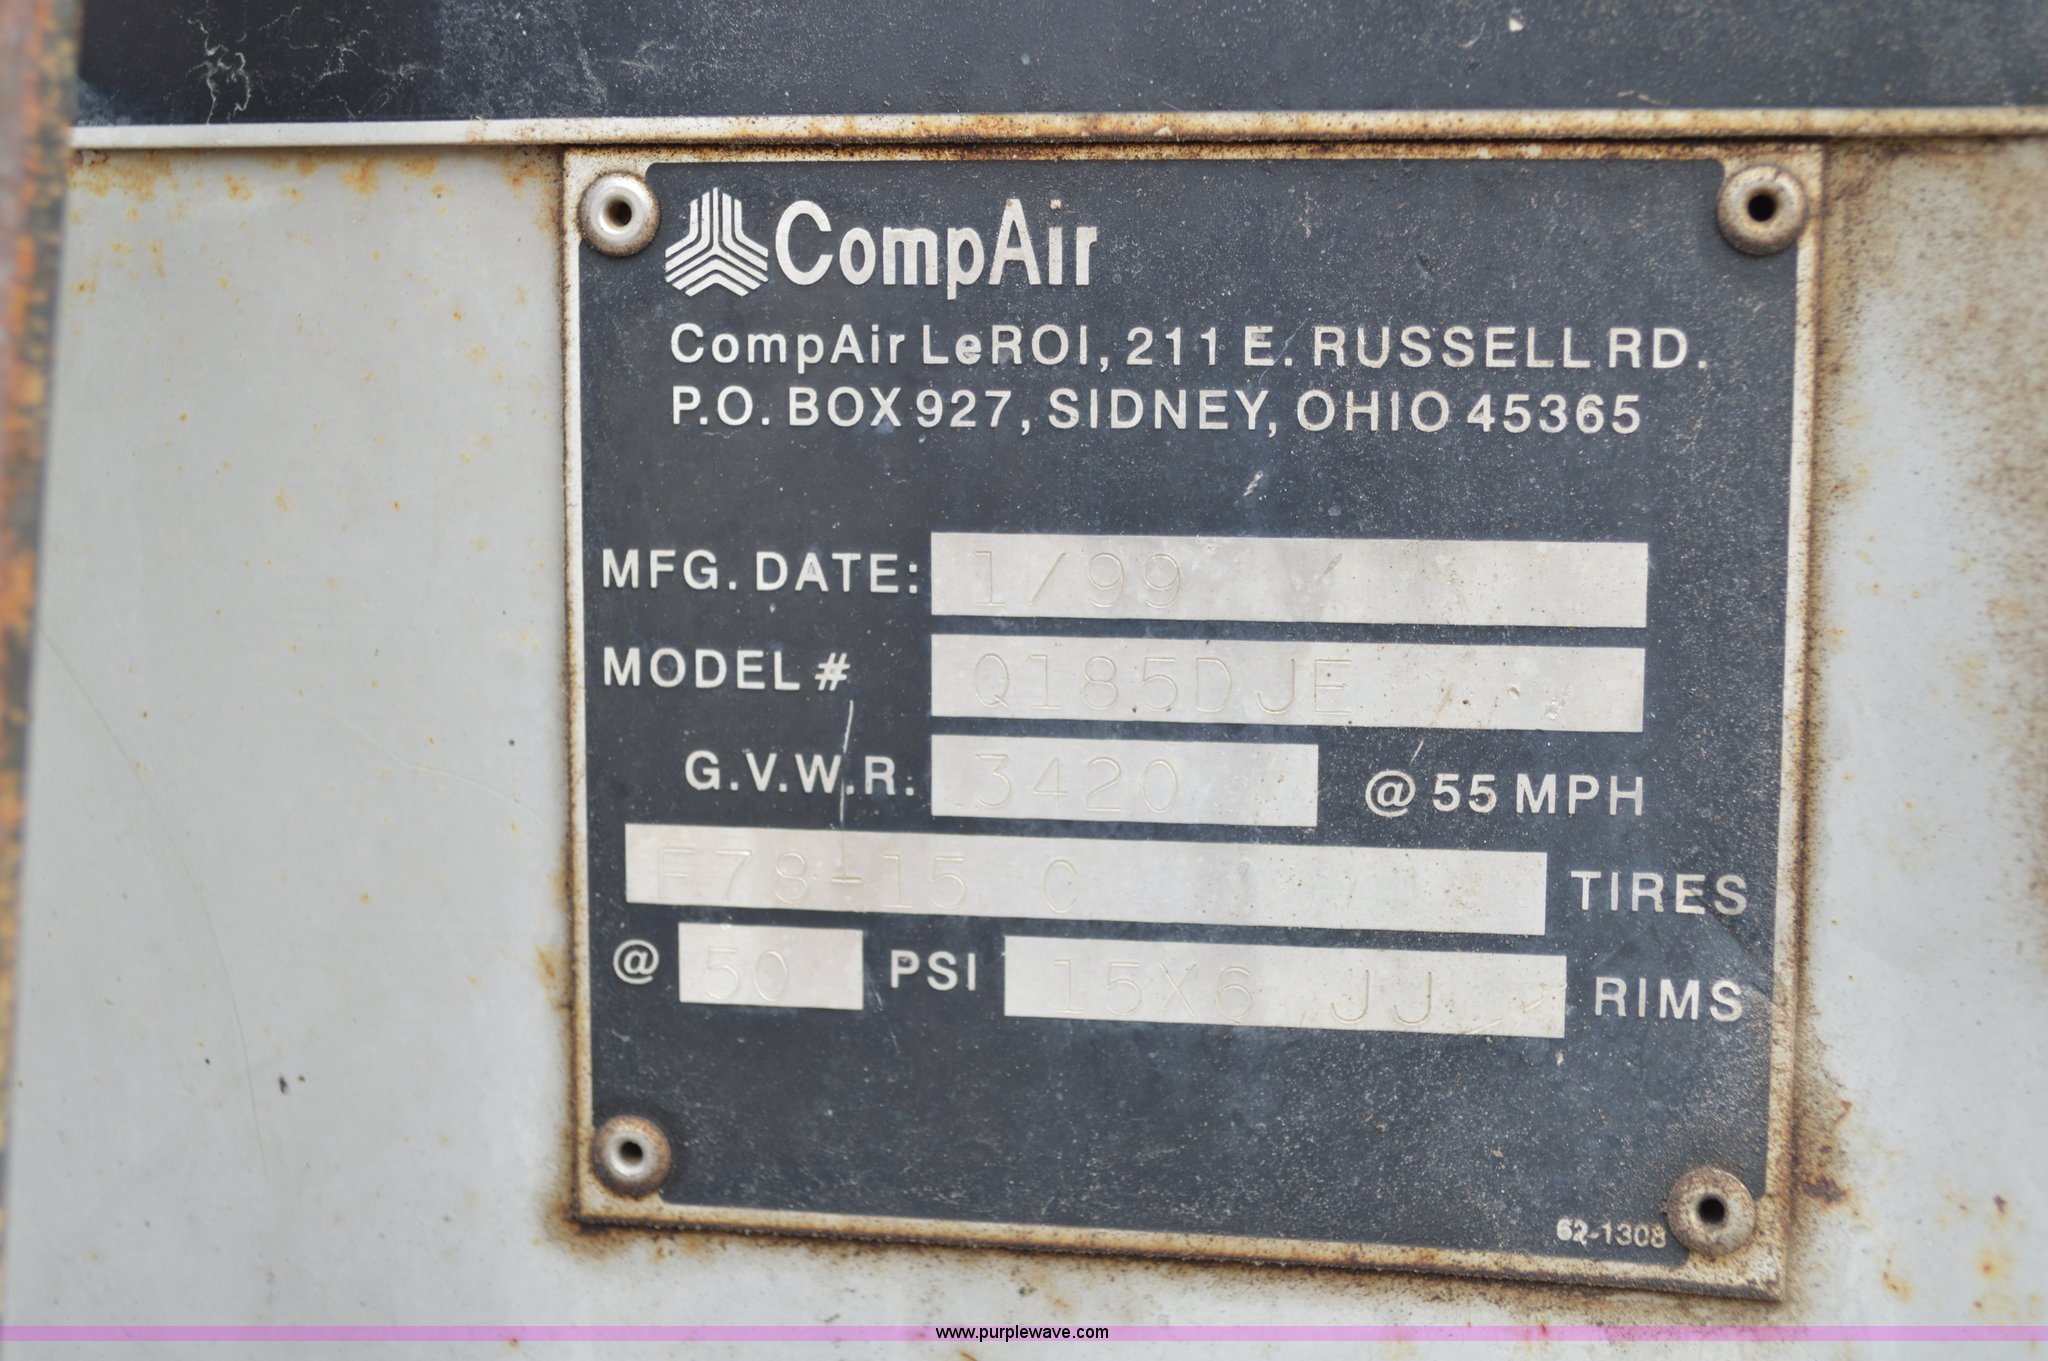 CompAir
CompAir LeROI, 211 E. RUSSELL RD.
P.O. BOX 927, SIDNEY, OHIO 45365
MFG. DATE: 1/99
MODEL # Q185DJE
G.V.W.R: 3420 @ 55 MPH
F78-15 C TIRES
@ 50 PSI 15X6 JJ RIMS
62-1308
www.purplewave.com